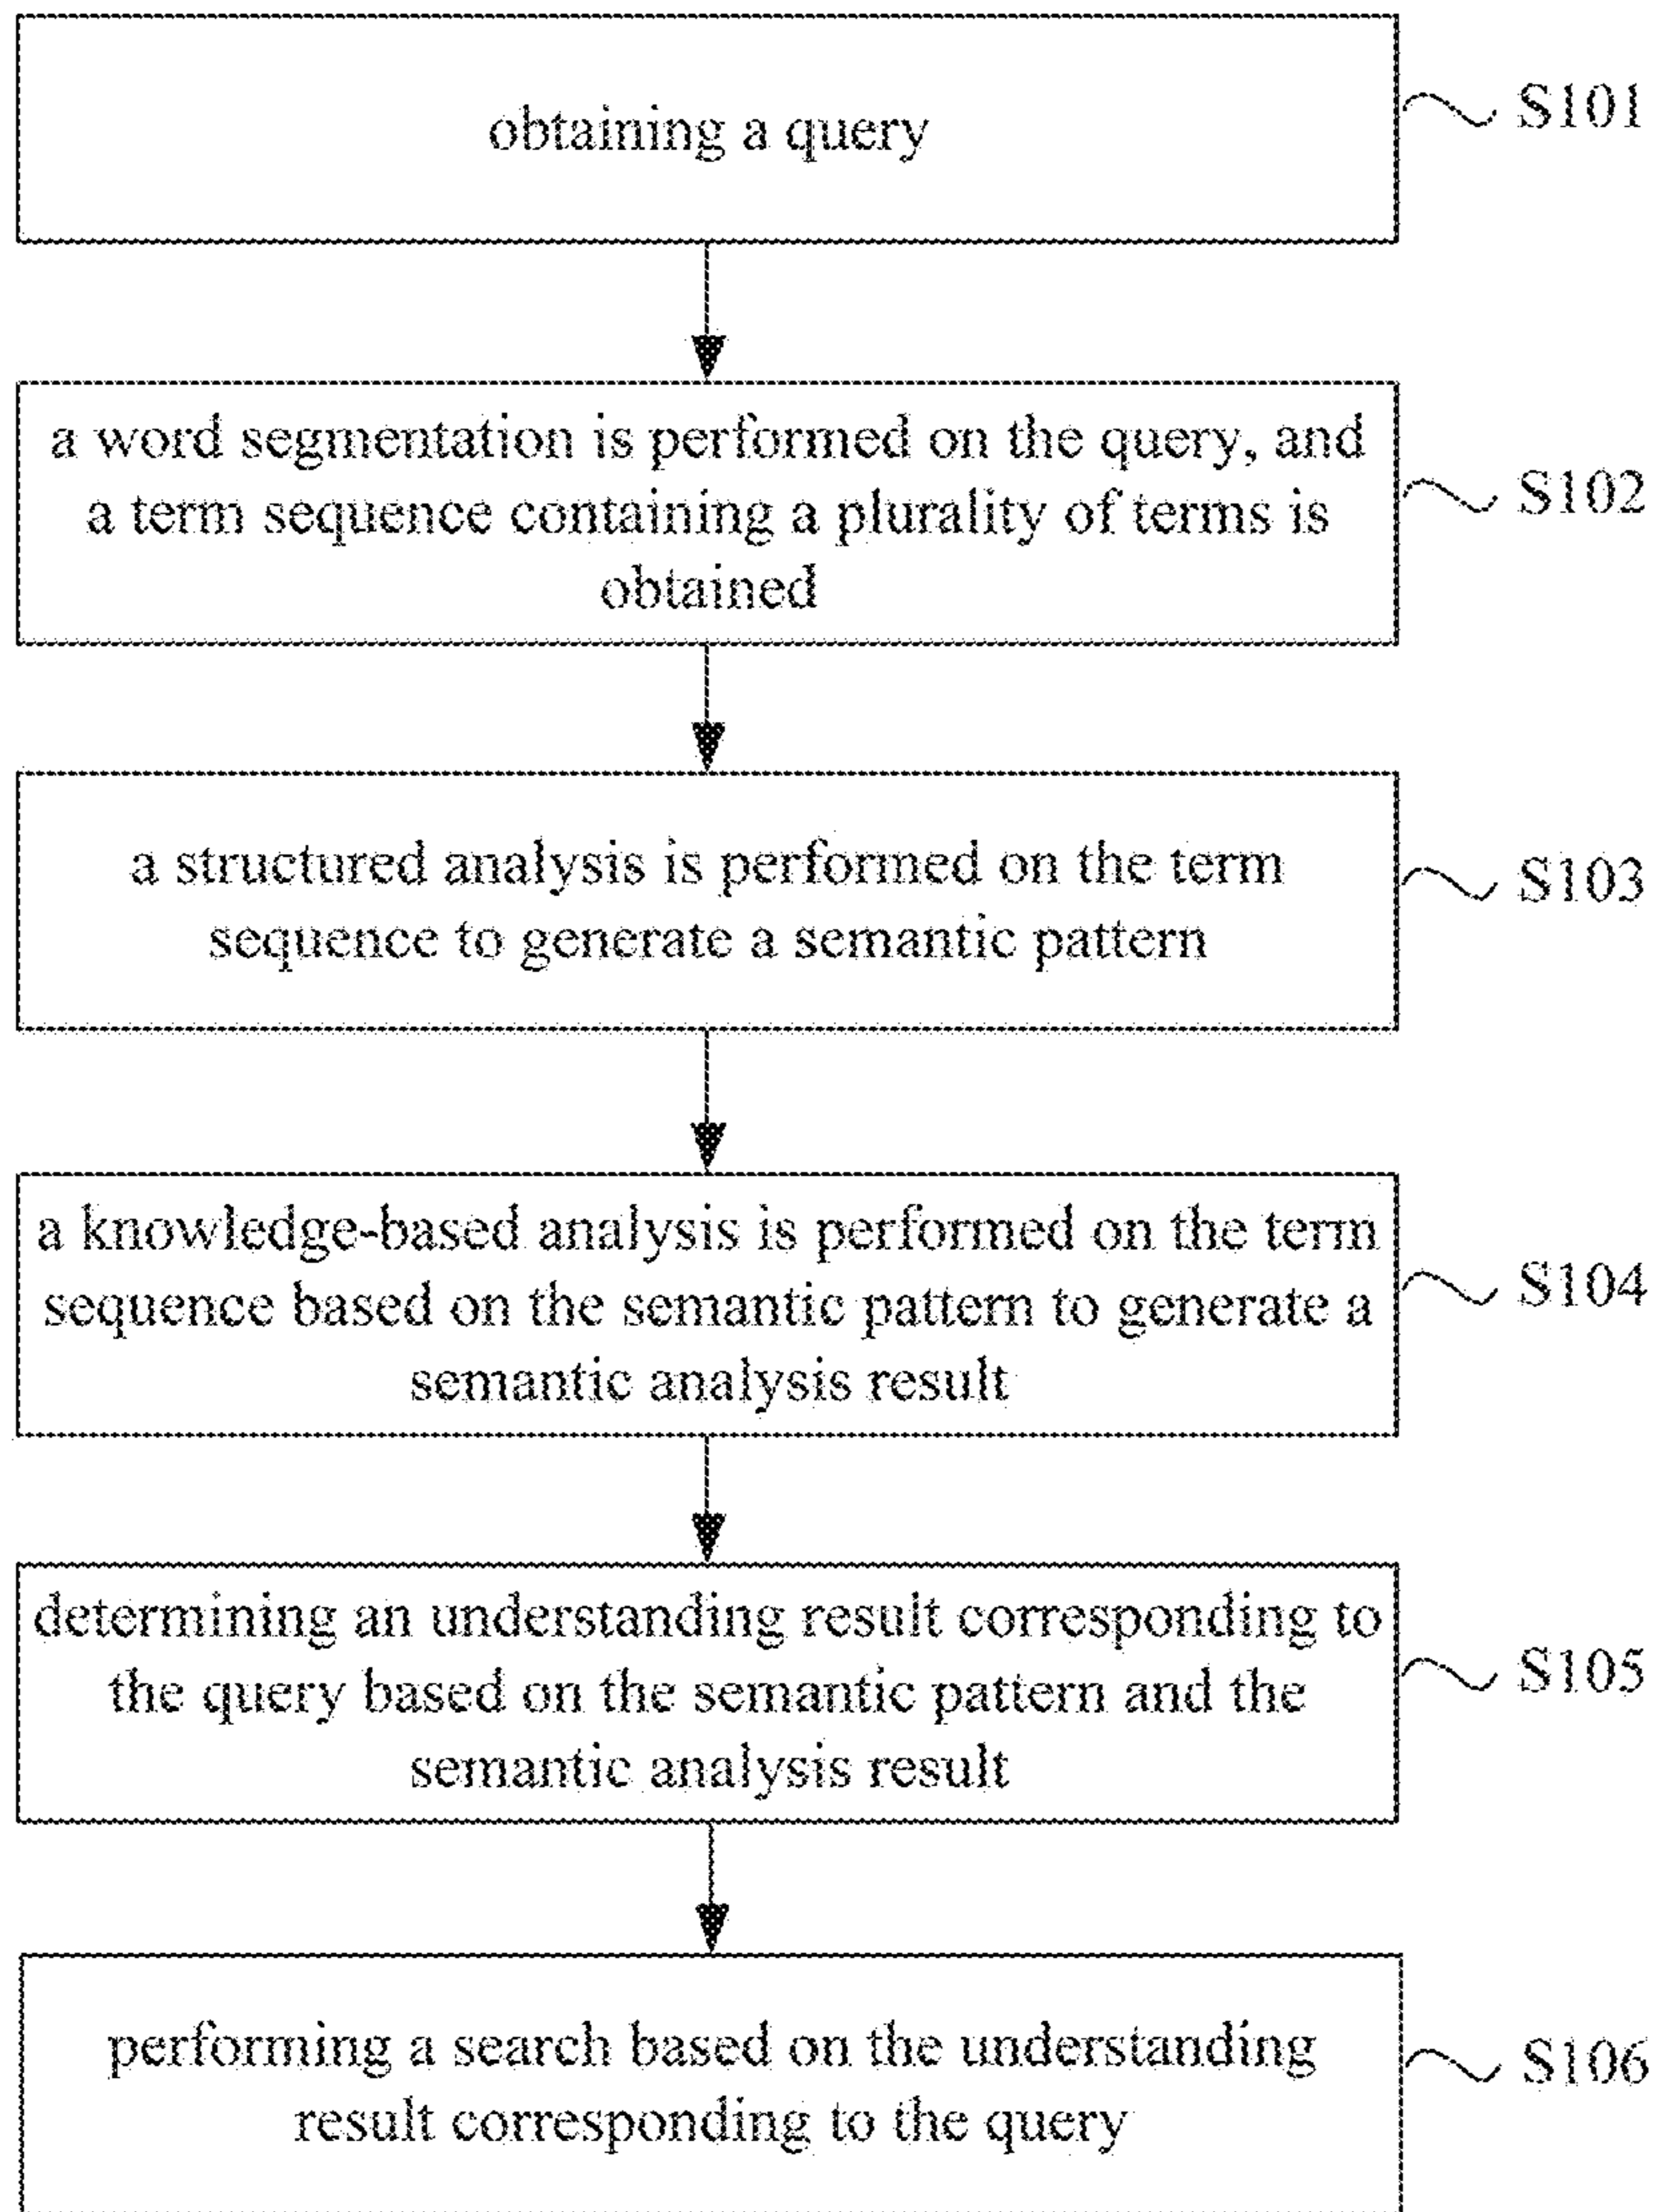 obtaining a query
S101
a word segmentation is performed on the query, and
a term sequence containing a plurality of terms is
obtained
S102
a structured analysis is performed on the term
sequence to generate a semantic pattern
S103
a knowledge-based analysis is performed on the term
sequence based on the semantic pattern to generate a
semantic analysis result
S104
determining an understanding result corresponding to
the query based on the semantic pattern and the
semantic analysis result
S105
performing a search based on the understanding
result corresponding to the query
S106